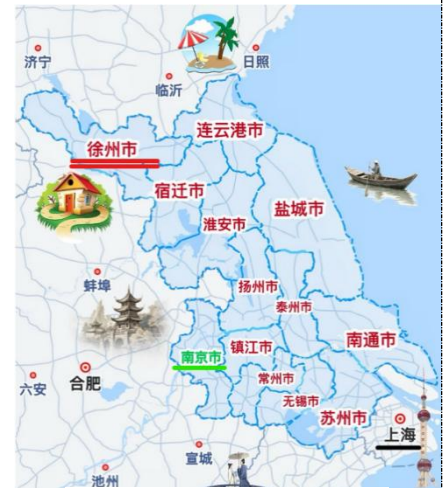 济宁
日照
临沂
连云港市
徐州市
宿迁市
盐城市
淮安市
蚌埠
扬州市
泰州市
南通市
镇江市
南京市
合肥
常州市
六安
无锡市
苏州市
上海
宣城
池州